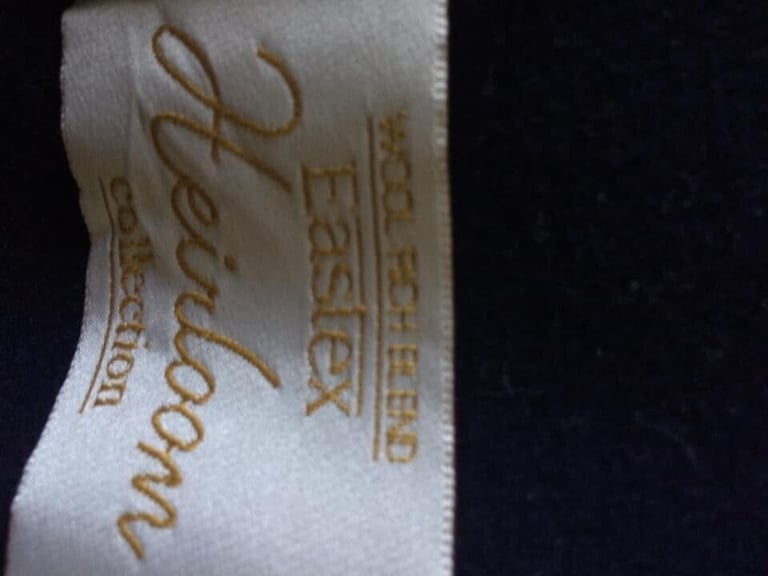 WOOL RICH BLEND
Eastex
Heirloom
collection